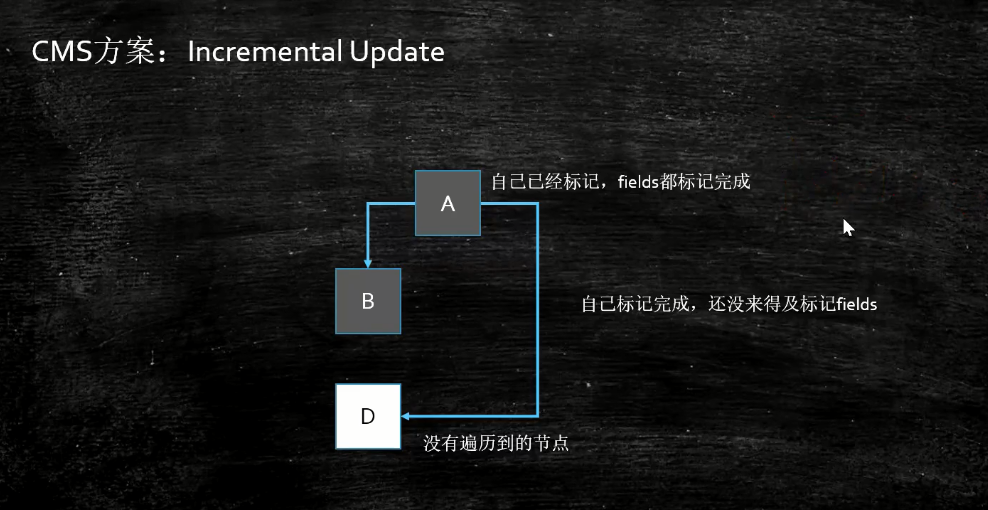 CMS方案：Incremental Update
A
自己已经标记，fields都标记完成
B
自己标记完成，还没来得及标记fields
D
没有遍历到的节点